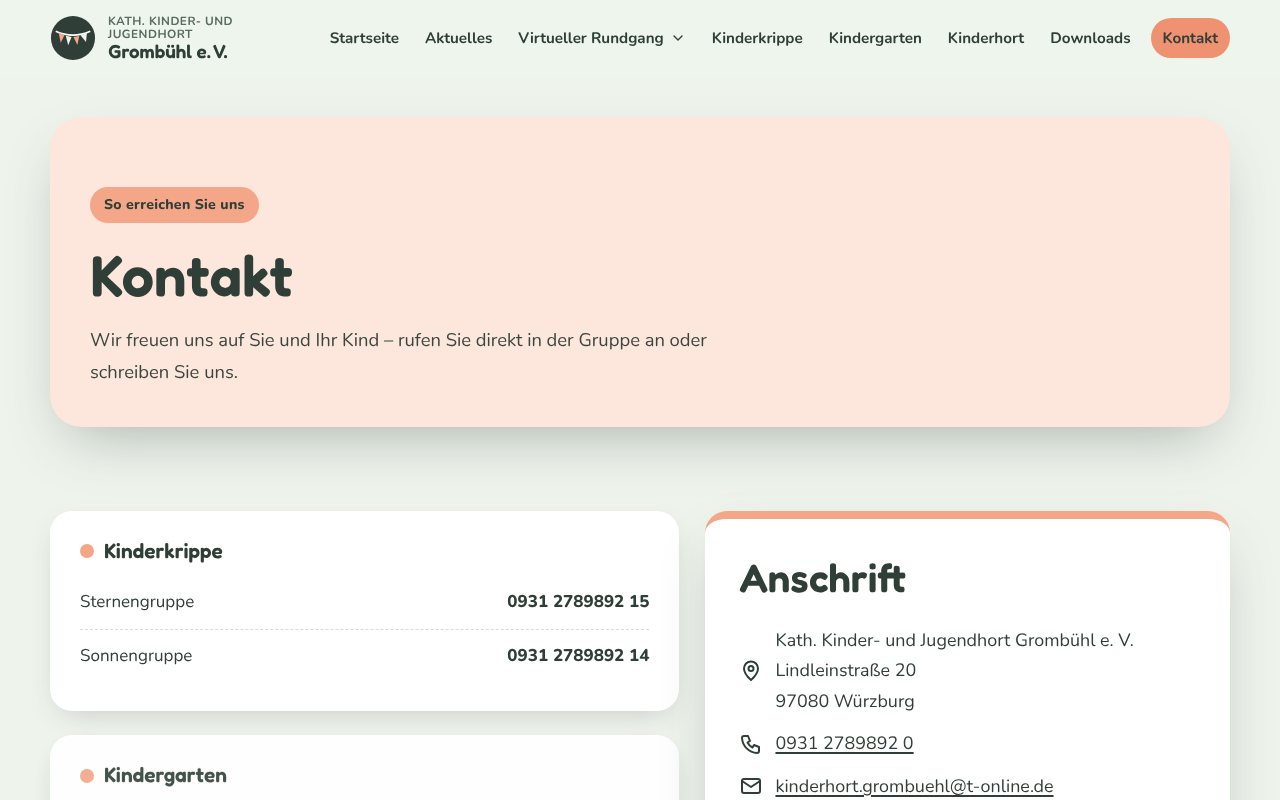 KATH. KINDER- UND
JUGENDHORT
Grombühl e. V.
Startseite
Aktuelles
Virtueller Rundgang
Kinderkrippe
Kindergarten
Kinderhort
Downloads
Kontakt
So erreichen Sie uns
Kontakt
Wir freuen uns auf Sie und Ihr Kind – rufen Sie direkt in der Gruppe an oder
schreiben Sie uns.
Kinderkrippe
Sternengruppe 0931 2789892 15
Sonnengruppe 0931 2789892 14
Kindergarten
Anschrift
Kath. Kinder- und Jugendhort Grombühl e. V.
Lindleinstraße 20
97080 Würzburg
0931 2789892 0
kinderhort.grombuehl@t-online.de